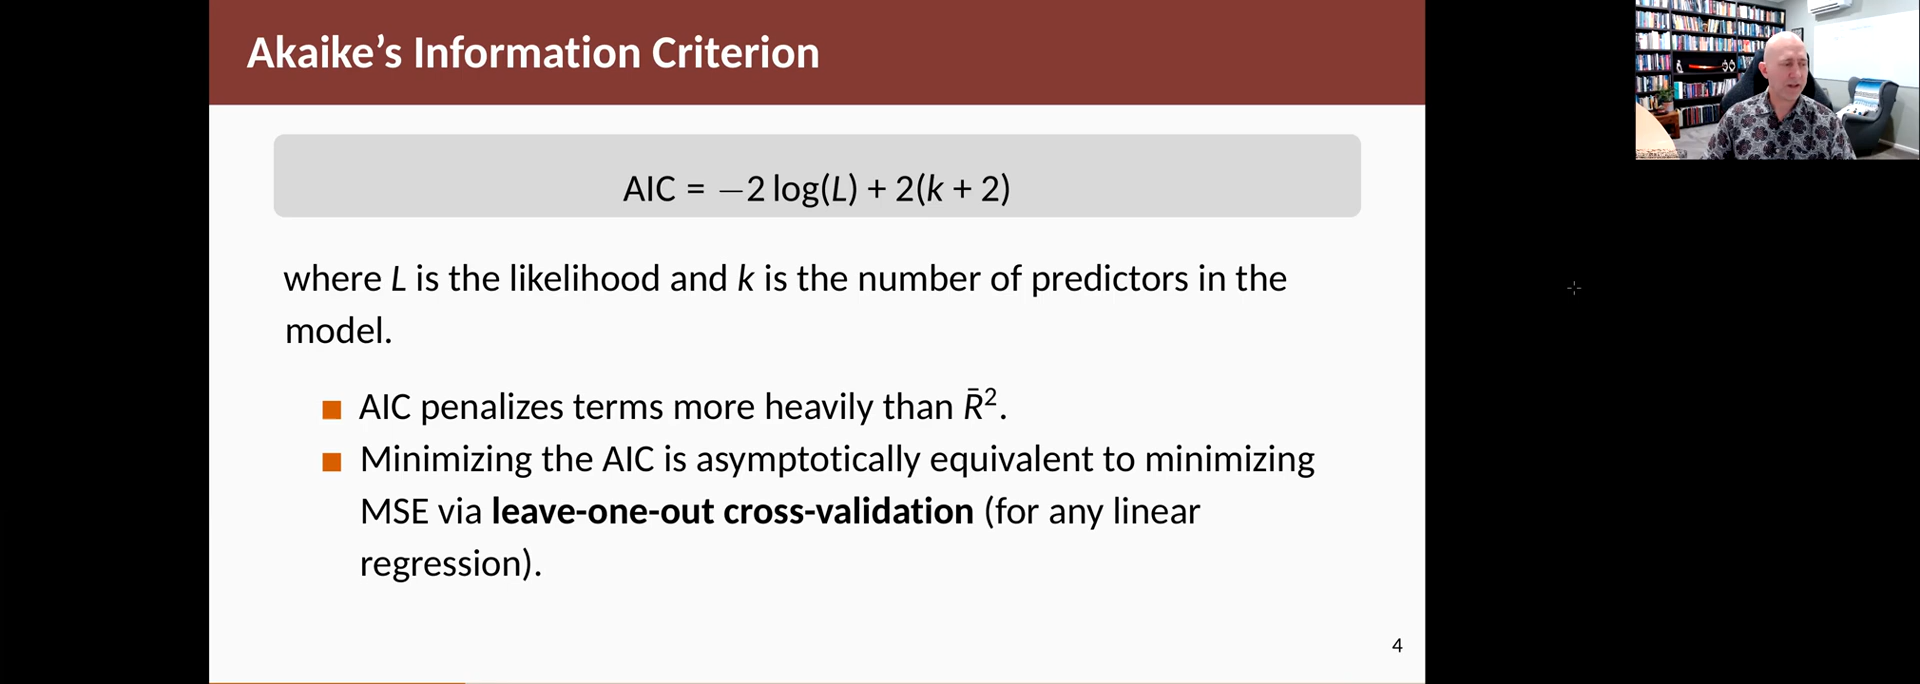 Akaike’s Information Criterion
AIC = −2 log(L) + 2(k + 2)
where L is the likelihood and k is the number of predictors in the
model.
■ AIC penalizes terms more heavily than R̄².
■ Minimizing the AIC is asymptotically equivalent to minimizing
MSE via leave-one-out cross-validation (for any linear
regression).
4